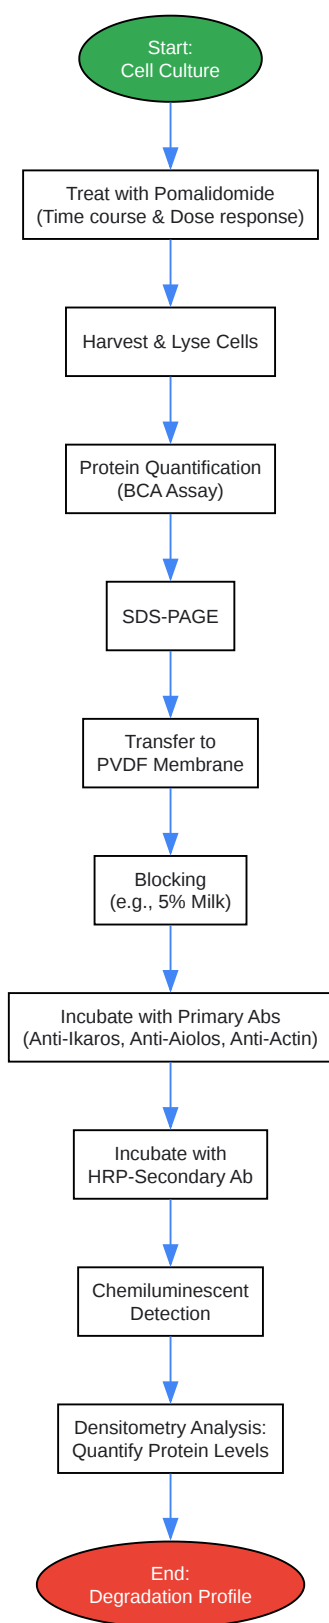 Start:
Cell Culture
Treat with Pomalidomide
(Time course & Dose response)
Harvest & Lyse Cells
Protein Quantification
(BCA Assay)
SDS-PAGE
Transfer to
PVDF Membrane
Blocking
(e.g., 5% Milk)
Incubate with Primary Abs
(Anti-Ikaros, Anti-Aiolos, Anti-Actin)
Incubate with
HRP-Secondary Ab
Chemiluminescent
Detection
Densitometry Analysis:
Quantify Protein Levels
End:
Degradation Profile